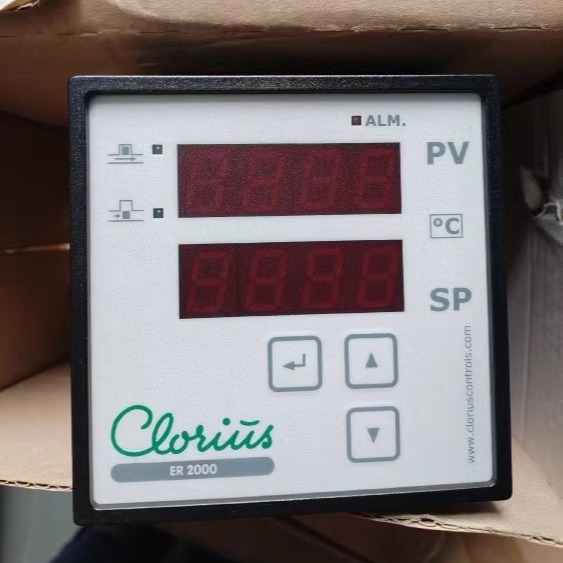 ALM.
PV
°C
SP
Clorius
ER 2000
www.cloriuscontrols.com